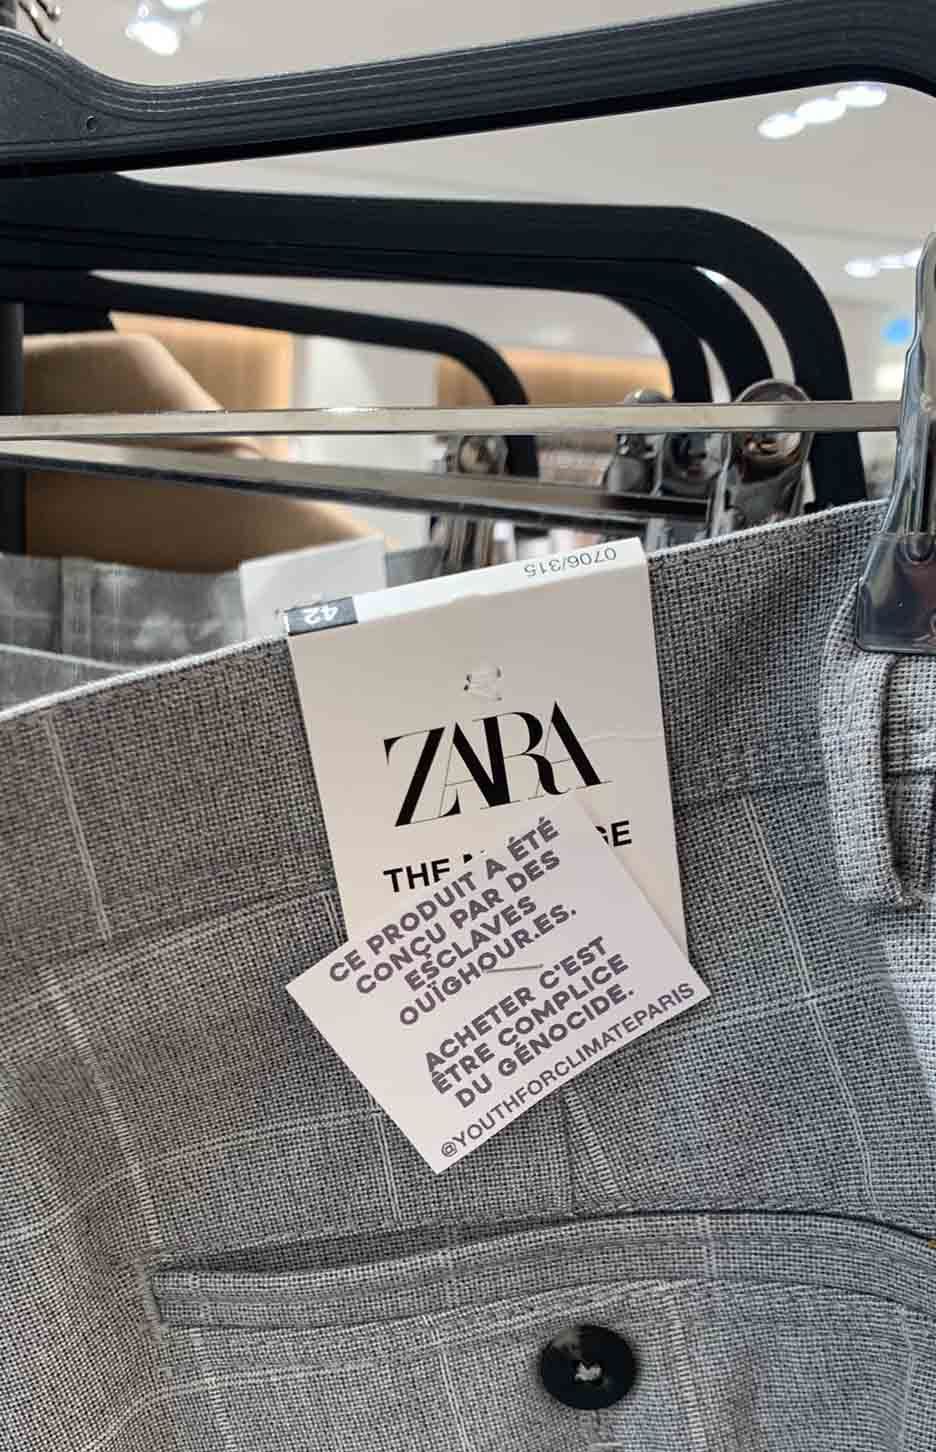 0706/315
42
ZARA
THE
CE PRODUIT A ÉTÉ
CONÇU PAR DES
ESCLAVES
OUÏGHOUR.ES.
ACHETER C'EST
ÊTRE COMPLICE
DU GÉNOCIDE.
@YOUTHFORCLIMATEPARIS